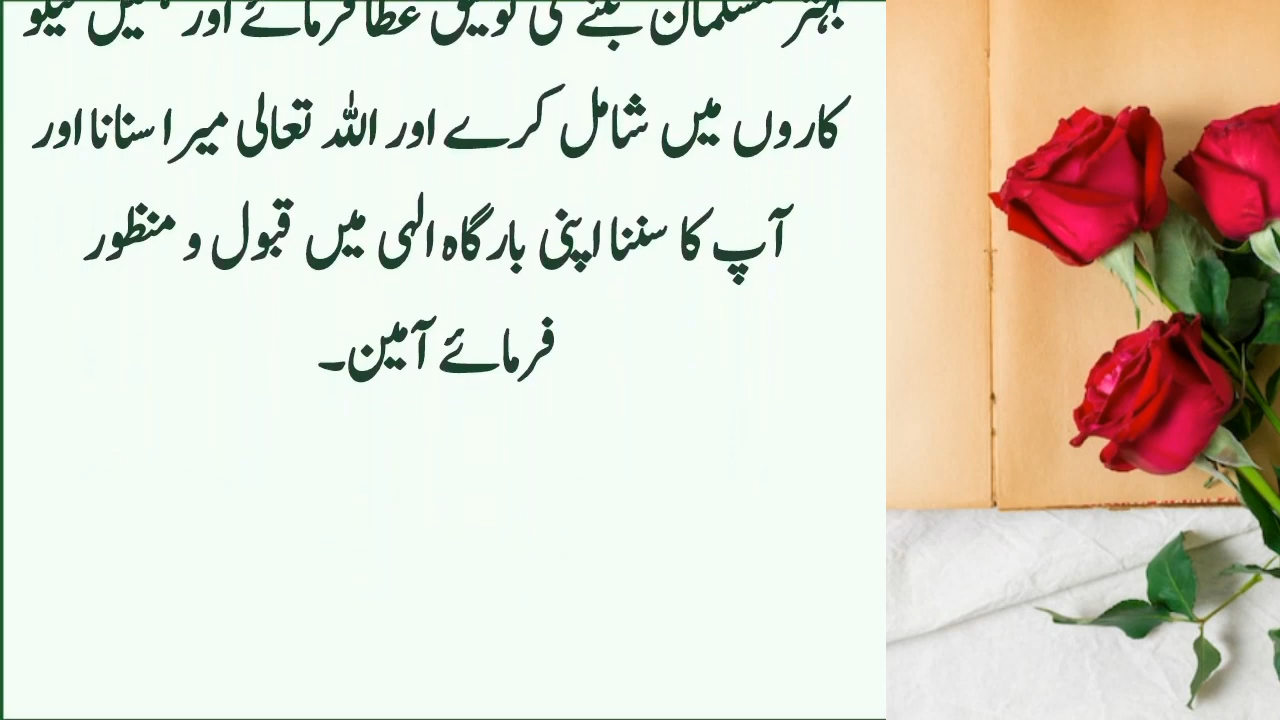 بہتر مسلمان بننے کی توفیق عطا فرمائے اور ہمیں نیکو
کاروں میں شامل کرے اور اللہ تعالی میرا سنانا اور
آپ کا سننا اپنی بارگاہ الہی میں قبول و منظور
فرمائے آمین۔